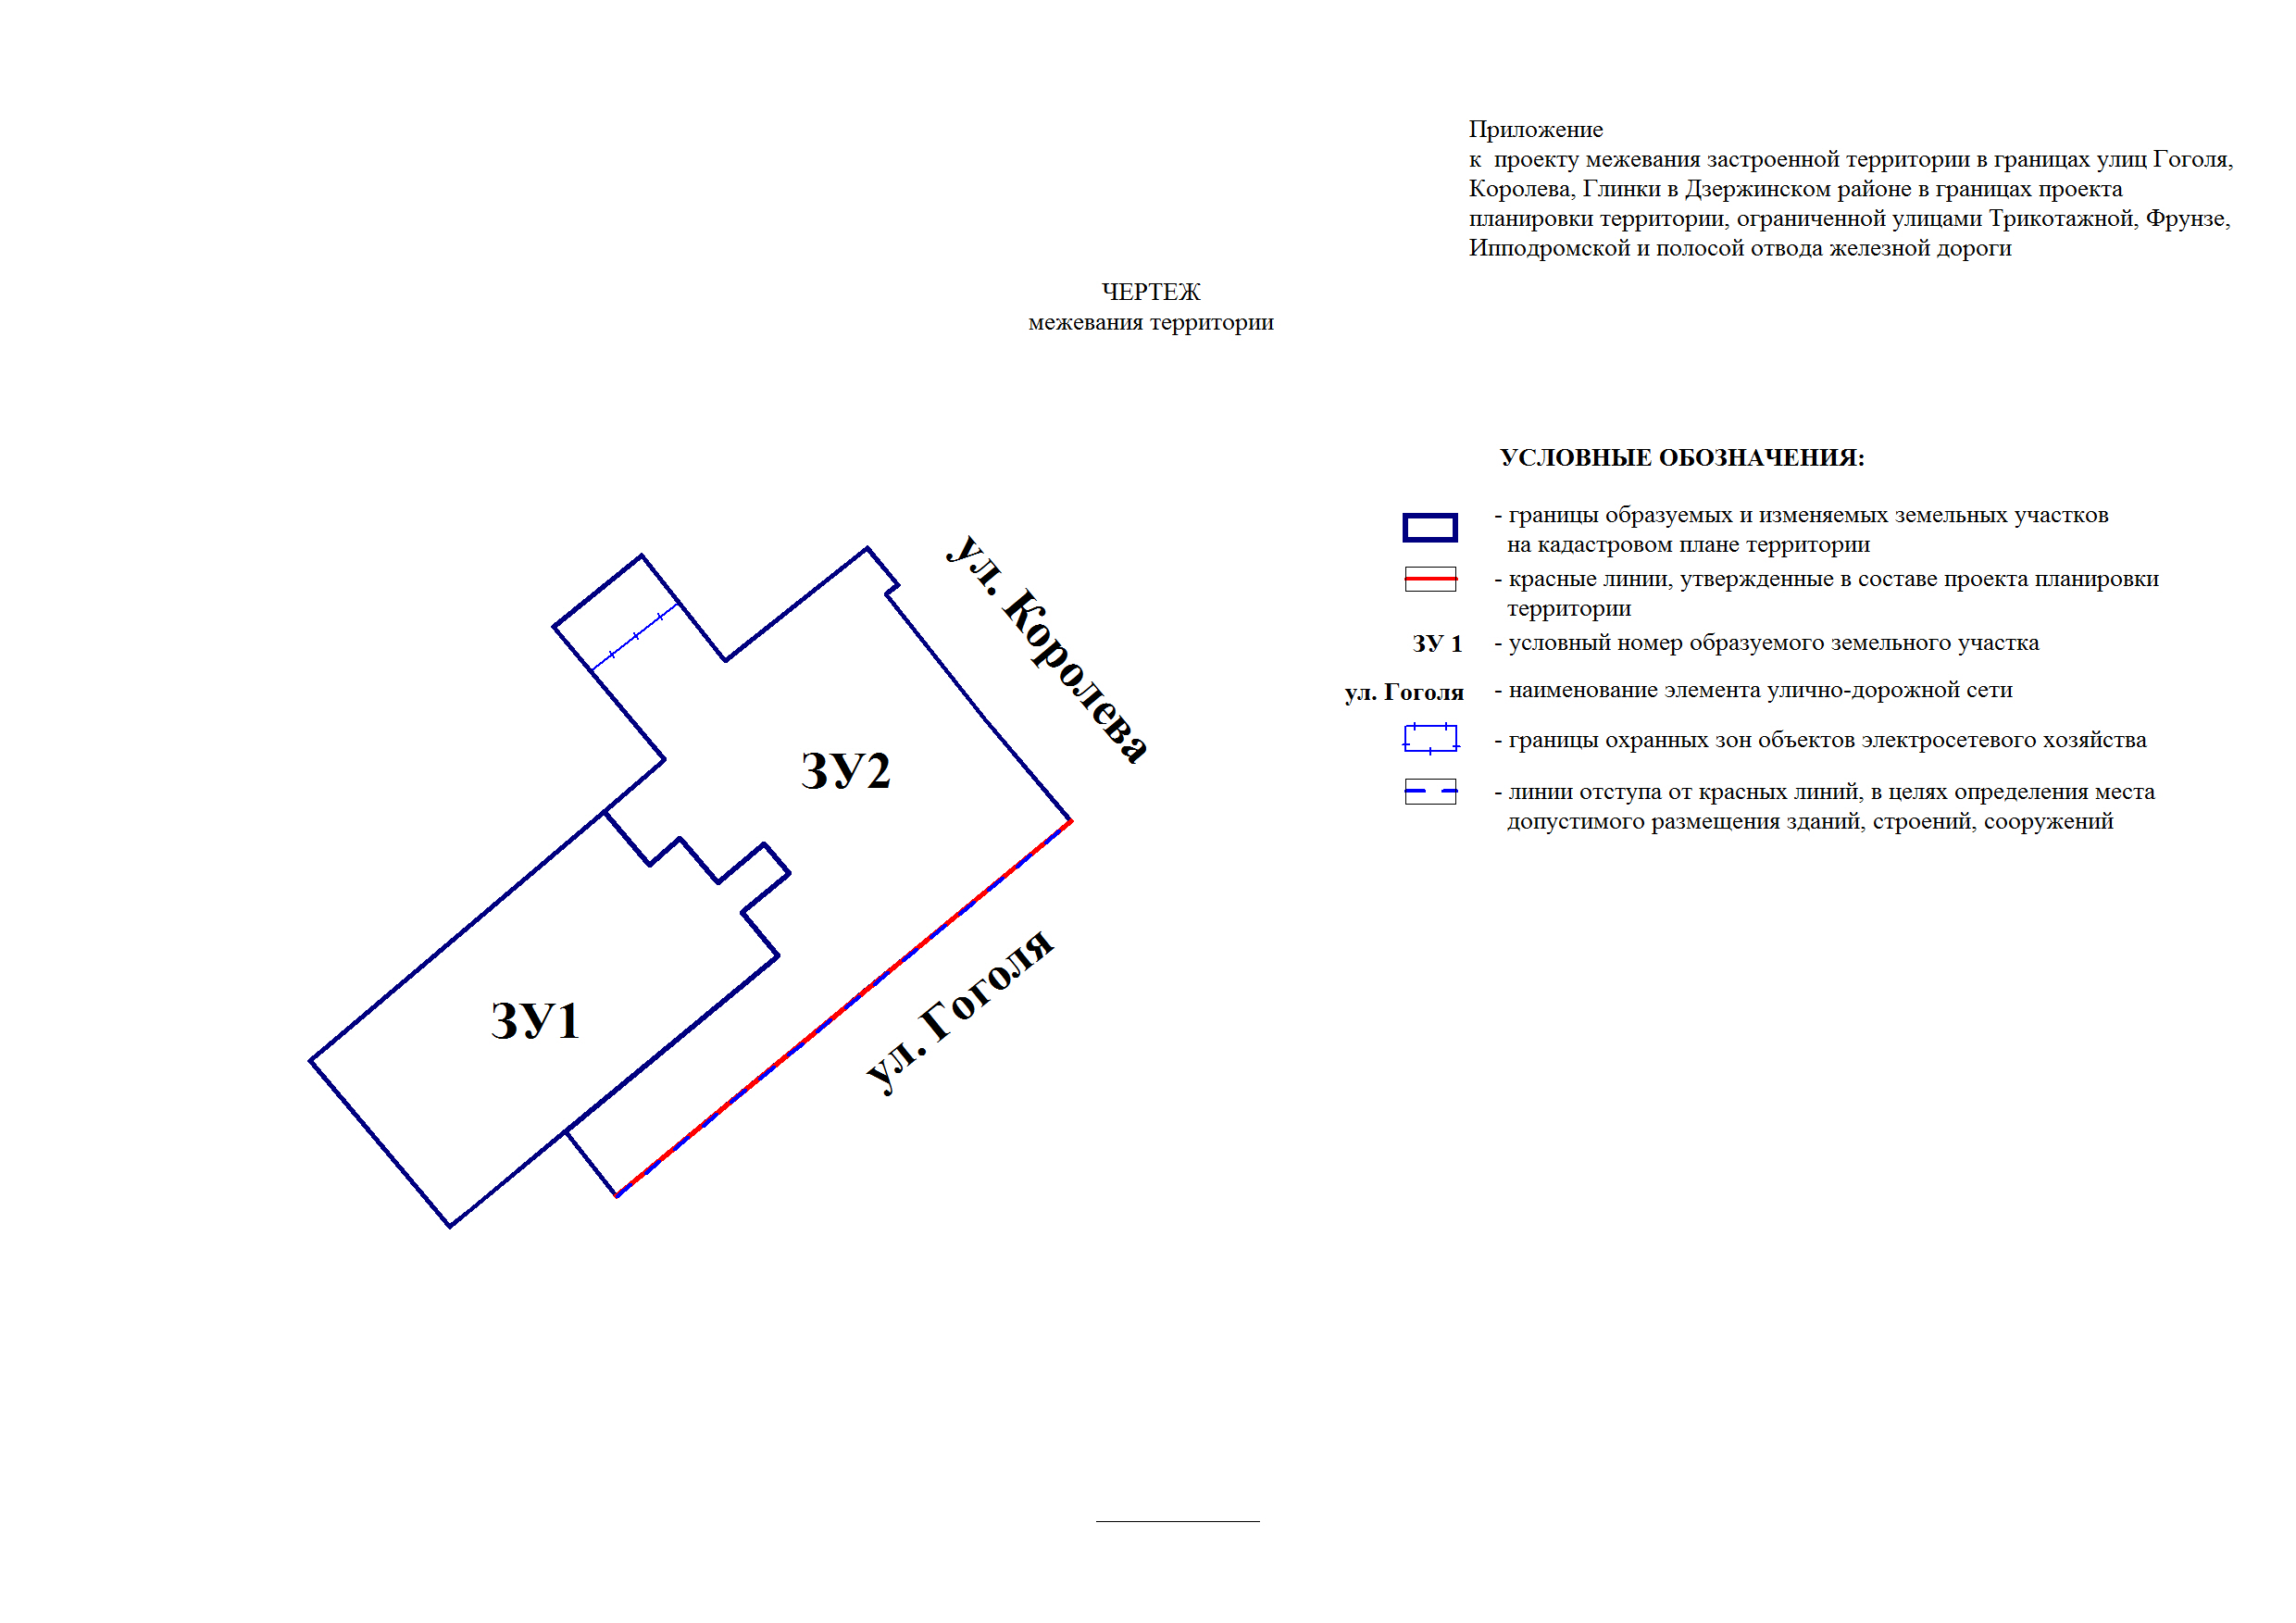 Приложение
к проекту межевания застроенной территории в границах улиц Гоголя,
Королева, Глинки в Дзержинском районе в границах проекта
планировки территории, ограниченной улицами Трикотажной, Фрунзе,
Ипподромской и полосой отвода железной дороги
ЧЕРТЕЖ
межевания территории
УСЛОВНЫЕ ОБОЗНАЧЕНИЯ:
- границы образуемых и изменяемых земельных участков
на кадастровом плане территории
- красные линии, утвержденные в составе проекта планировки
территории
ЗУ 1 - условный номер образуемого земельного участка
ул. Гоголя - наименование элемента улично-дорожной сети
- границы охранных зон объектов электросетевого хозяйства
- линии отступа от красных линий, в целях определения места
допустимого размещения зданий, строений, сооружений
ул. Королева
ЗУ2
ул. Гоголя
ЗУ1